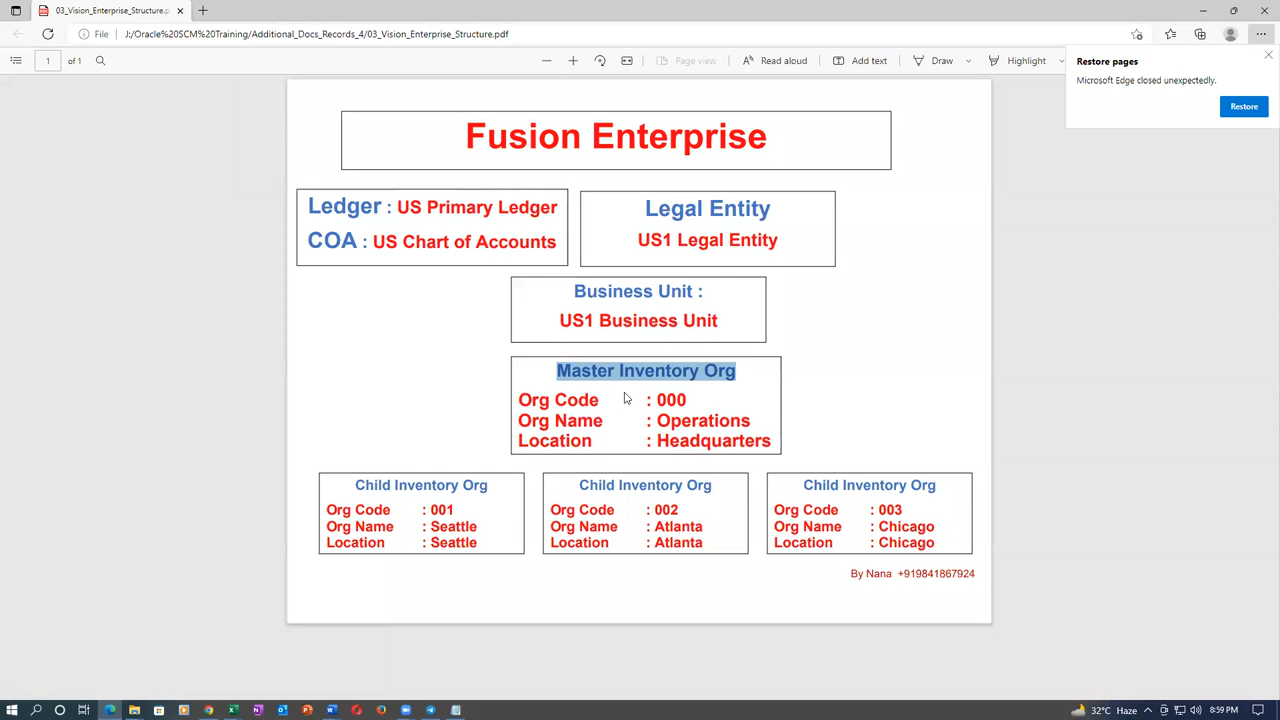 03_Vision_Enterprise_Structure.p
File
J:/Oracle%20SCM%20Training/Additional_Docs_Records_4/03_Vision_Enterprise_Structure.pdf
1 of 1
Page view
Read aloud
Add text
Draw
Highlight
Restore pages
Microsoft Edge closed unexpectedly.
Restore
Fusion Enterprise
Ledger : US Primary Ledger
COA : US Chart of Accounts
Legal Entity
US1 Legal Entity
Business Unit :
US1 Business Unit
Master Inventory Org
Org Code : 000
Org Name : Operations
Location : Headquarters
Child Inventory Org
Org Code : 001
Org Name : Seattle
Location : Seattle
Child Inventory Org
Org Code : 002
Org Name : Atlanta
Location : Atlanta
Child Inventory Org
Org Code : 003
Org Name : Chicago
Location : Chicago
By Nana +919841867924
32°C Haze
8:59 PM